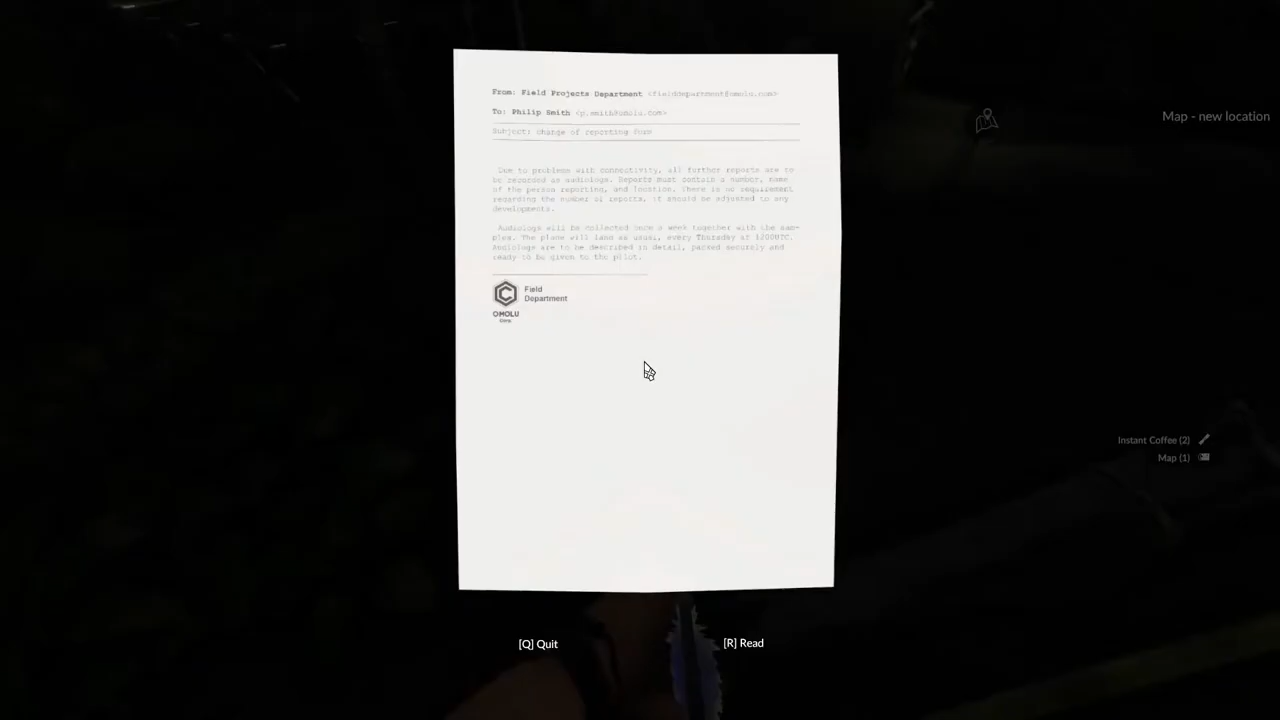 From: Field Projects Department <fielddepartment@omolu.com>
Map - new location
To: Philip Smith <p.smith@omolu.com>
Subject: change of reporting form
Due to problem with connectivity, all further reports are to
be recorded as audiologs. Reports must contain a number, name
of the person reporting, and location. There is no requirement
regarding the number of reports, it should be adjusted to any
developments.
Audiologs will be collected once a week together with the sam-
ples. The plane will land as usual, every Thursday at 1200UTC.
Audiologs are to be described in detail, packed securely and
ready to be given to the pilot.
Field
Department
OMOLU
Corp.
Instant Coffee (2)
Map (1)
[Q] Quit
[R] Read